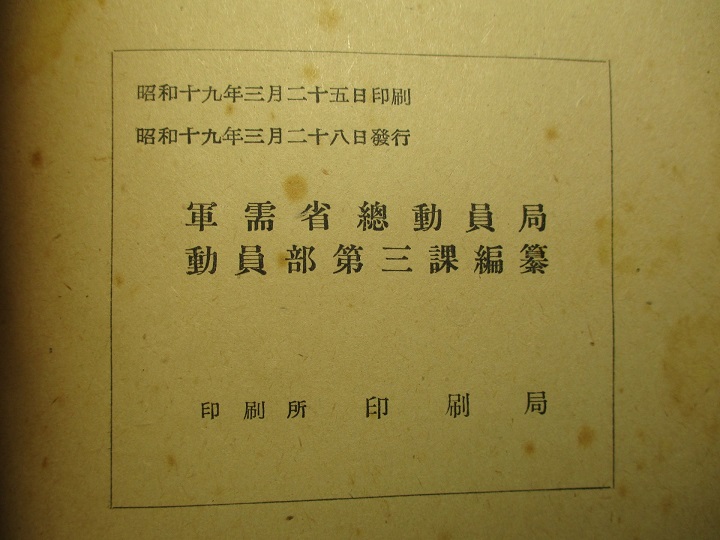 昭和十九年三月二十五日印刷
昭和十九年三月二十八日發行
軍需省總動員局
動員部第三課編纂
印刷所 印刷局